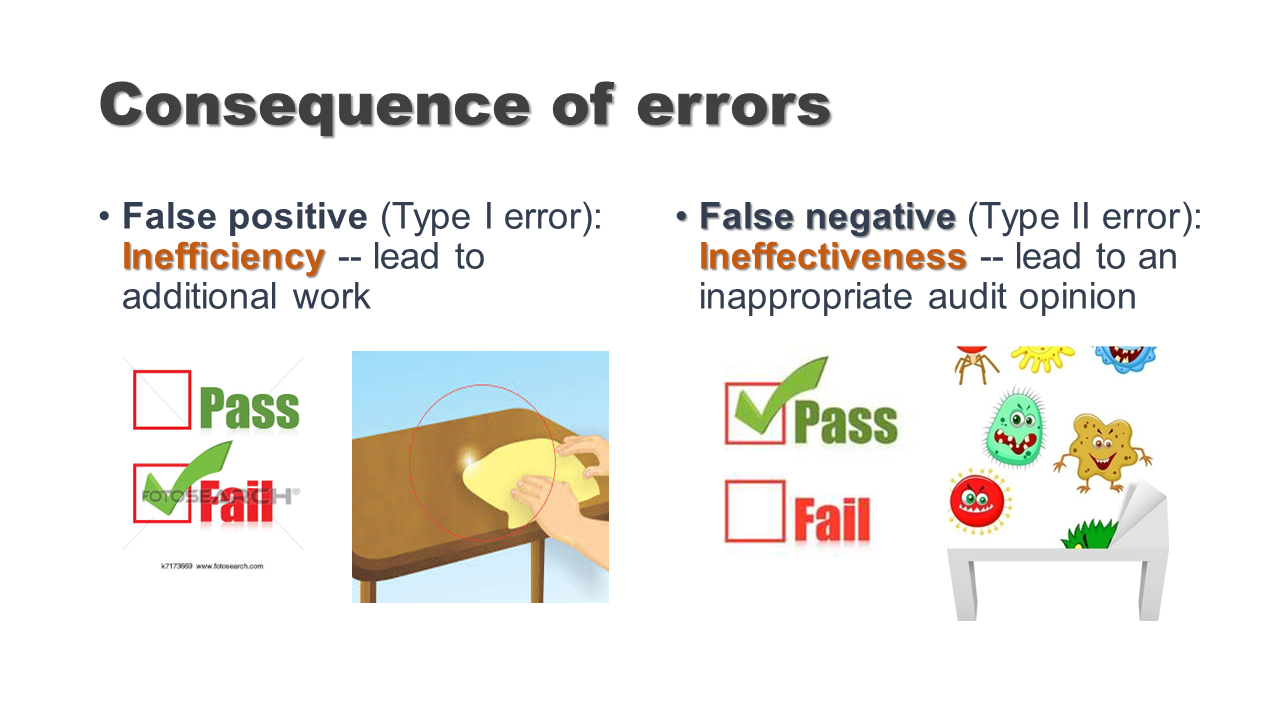 Consequence of errors
• False positive (Type I error):
Inefficiency -- lead to
additional work
Pass
FOTOSEARCH®
Fail
k7173669 www.fotosearch.com
• False negative (Type II error):
Ineffectiveness -- lead to an
inappropriate audit opinion
Pass
Fail